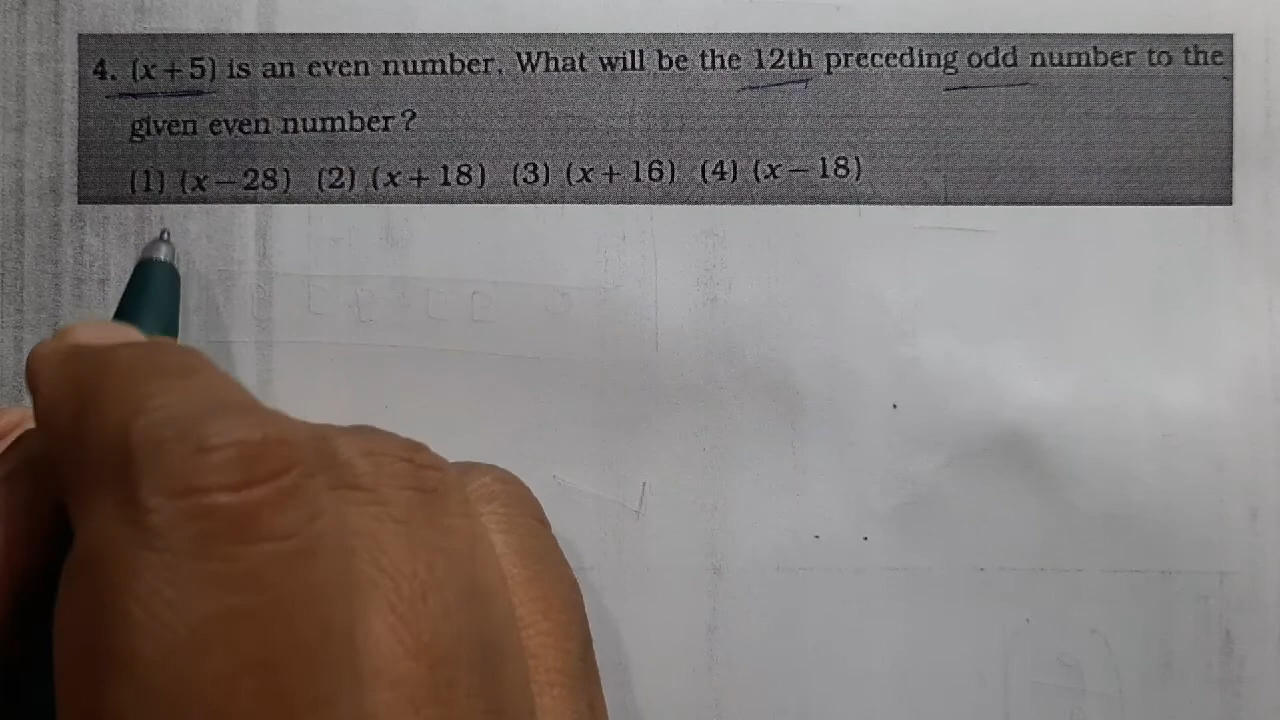 4. (x+5) is an even number. What will be the 12th preceding odd number to the
given even number?
(1) (x−28) (2) (x+18) (3) (x+16) (4) (x−18)